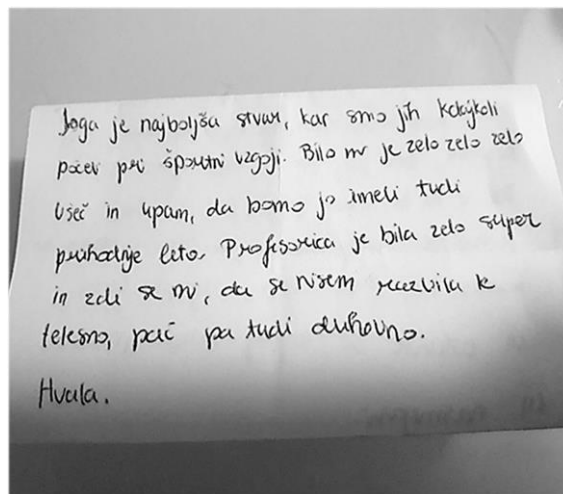 Joga je najboljša stvar, kar smo jih kdajkoli
počeli pri športni vzgoji. Bilo mi je zelo zelo zelo
všeč in upam, da bomo jo imeli tudi
prihodnje leto. Profesorica je bila zelo super
in zdi se mi, da se nisem razvila le
telesno, pač pa tudi duhovno.
Hvala.